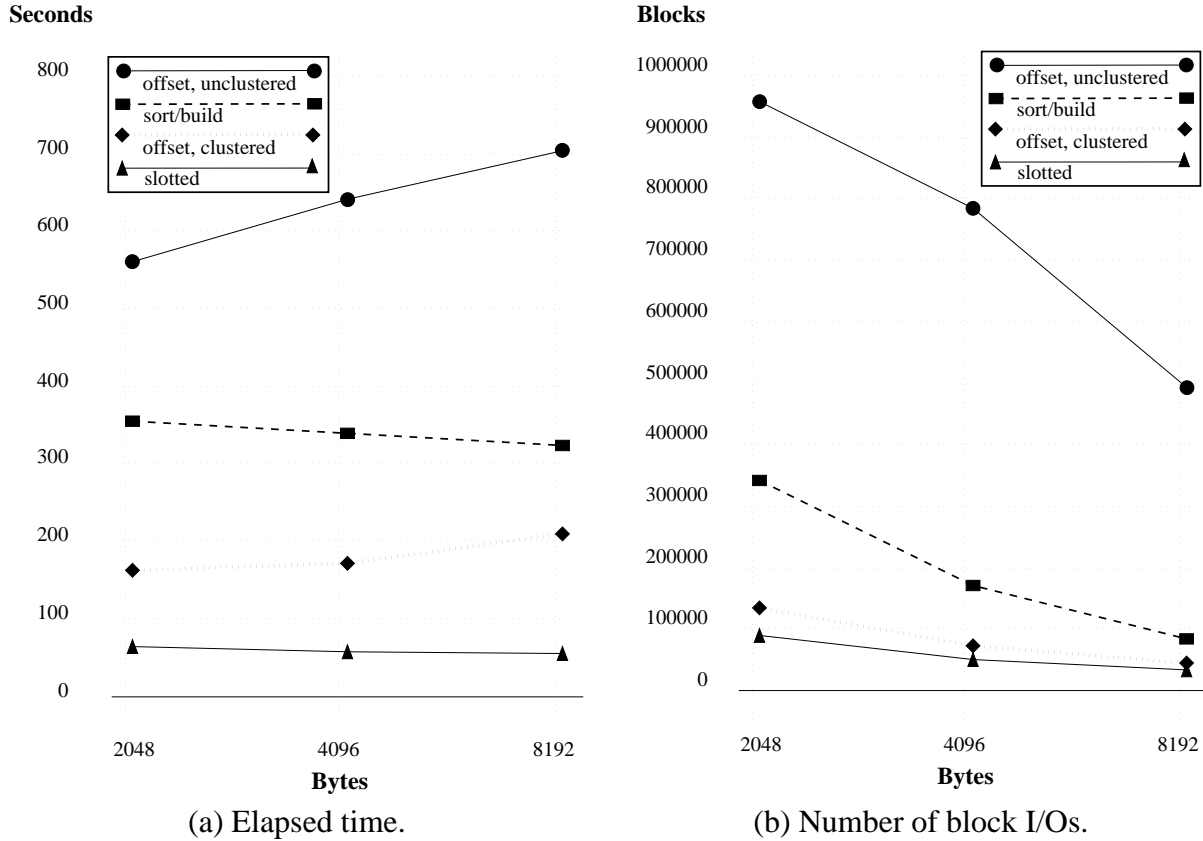 Seconds
800
700
600
500
400
300
200
100
0
offset, unclustered
sort/build
offset, clustered
slotted
2048 4096 8192
Bytes
(a) Elapsed time.
Blocks
1000000
900000
800000
700000
600000
500000
400000
300000
200000
100000
0
offset, unclustered
sort/build
offset, clustered
slotted
2048 4096 8192
Bytes
(b) Number of block I/Os.